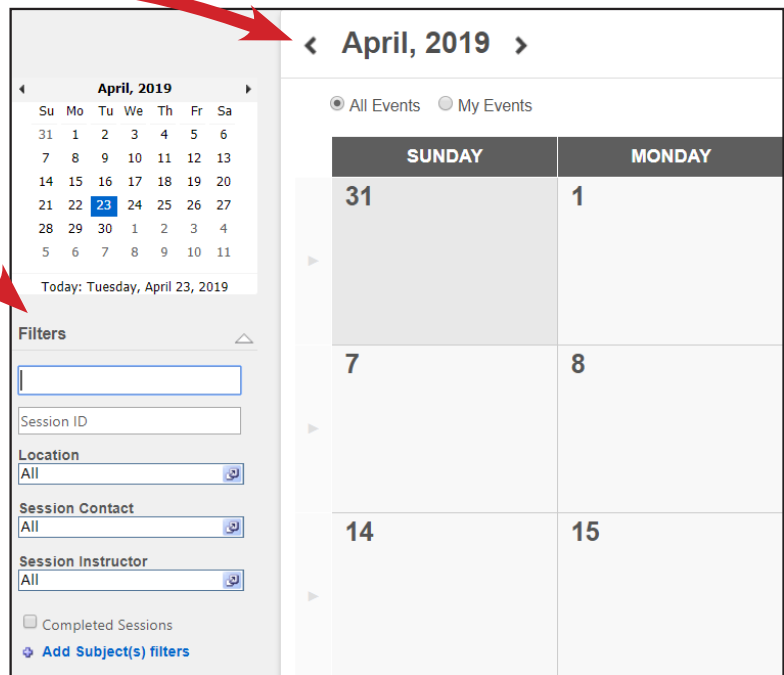 April, 2019
Su Mo Tu We Th Fr Sa
31 1 2 3 4 5 6
7 8 9 10 11 12 13
14 15 16 17 18 19 20
21 22 23 24 25 26 27
28 29 30 1 2 3 4
5 6 7 8 9 10 11
Today: Tuesday, April 23, 2019
Filters
Session ID
Location
All
Session Contact
All
Session Instructor
All
Completed Sessions
Add Subject(s) filters
April, 2019
All Events My Events
SUNDAY MONDAY
31 1
7 8
14 15